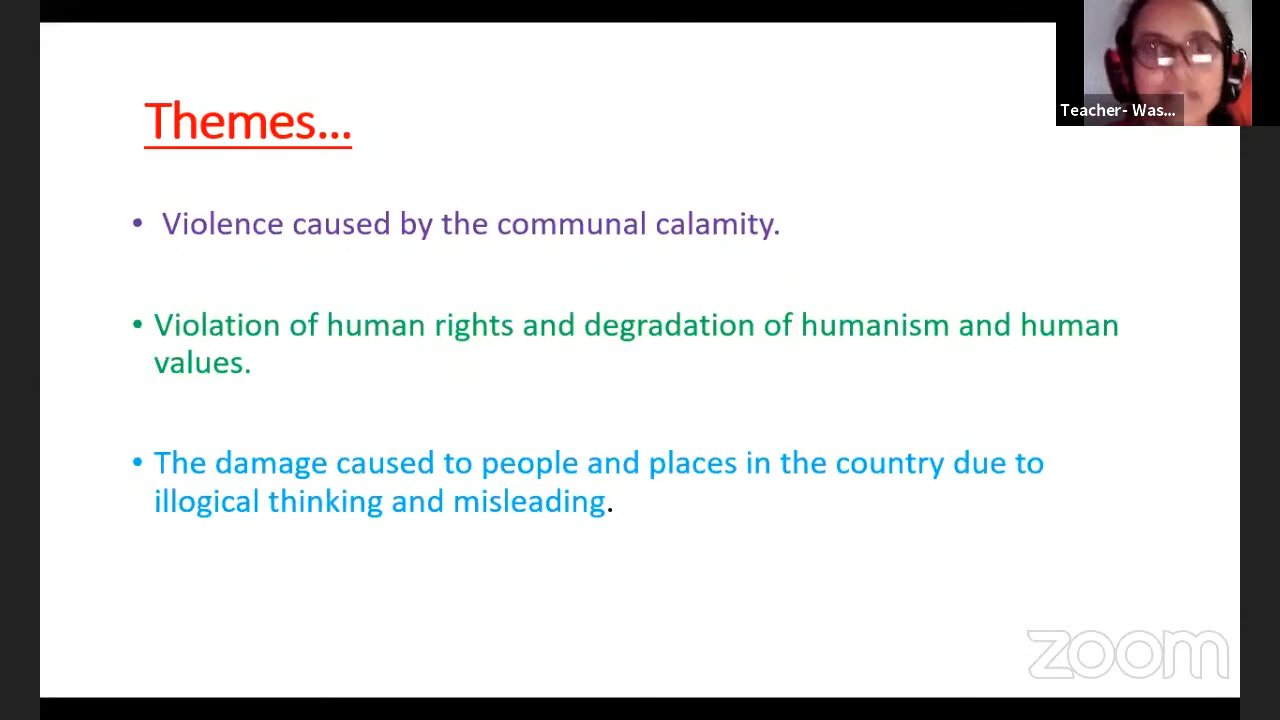 Teacher- Was...
Themes...
• Violence caused by the communal calamity.
• Violation of human rights and degradation of humanism and human
values.
• The damage caused to people and places in the country due to
illogical thinking and misleading.
zoom